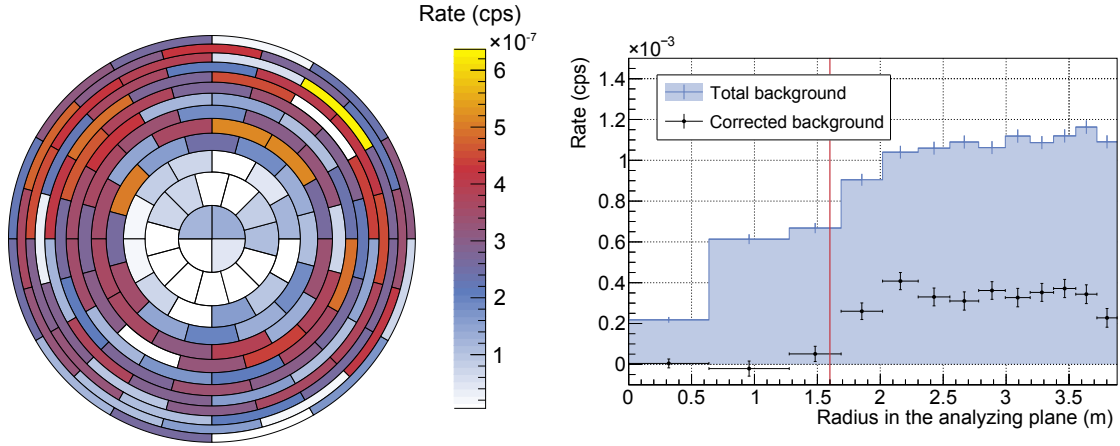 Rate (cps)
×10⁻⁷
6
5
4
3
2
1
×10⁻³
Rate (cps)
1.4
1.2
1
0.8
0.6
0.4
0.2
0
Total background
Corrected background
0 0.5 1 1.5 2 2.5 3 3.5
Radius in the analyzing plane (m)